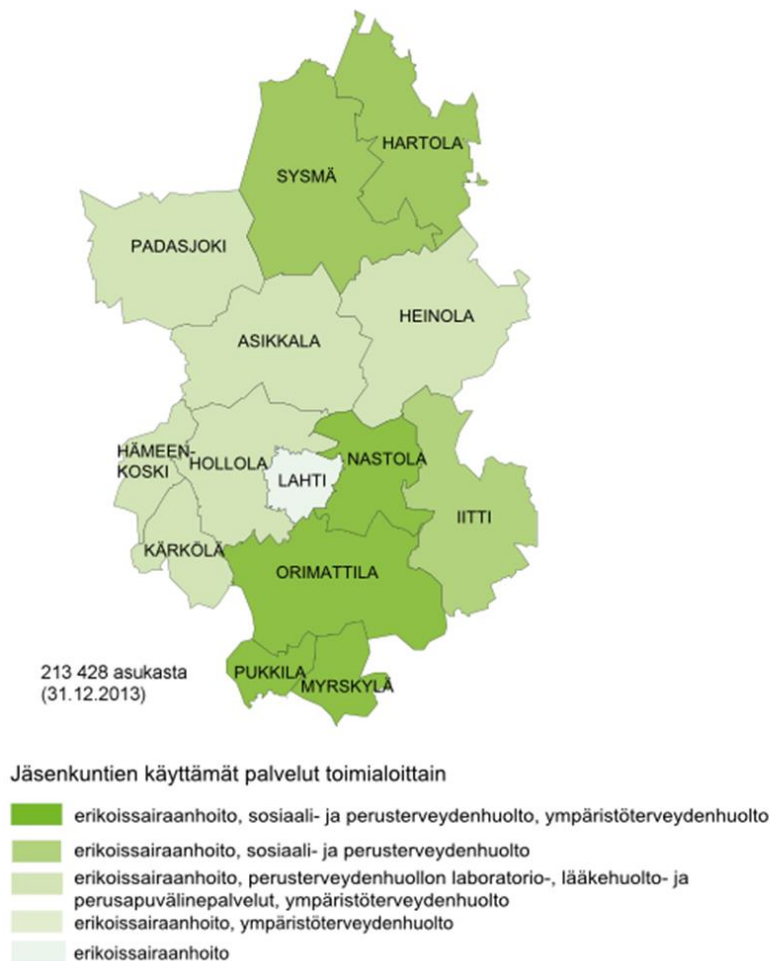 HARTOLA
SYSMÄ
PADASJOKI
HEINOLA
ASIKKALA
HÄMEEN-
KOSKI
HOLLOLA
NASTOLA
LAHTI
IITTI
KÄRKÖLÄ
ORIMATTILA
213 428 asukasta
(31.12.2013)
PUKKILA
MYRSKYLÄ
Jäsenkuntien käyttämät palvelut toimialoittain
erikoissairaanhoito, sosiaali- ja perusterveydenhuolto, ympäristöterveydenhuolto
erikoissairaanhoito, sosiaali- ja perusterveydenhuolto
erikoissairaanhoito, perusterveydenhuollon laboratorio-, lääkehuolto- ja
perusapuvälinepalvelut, ympäristöterveydenhuolto
erikoissairaanhoito, ympäristöterveydenhuolto
erikoissairaanhoito